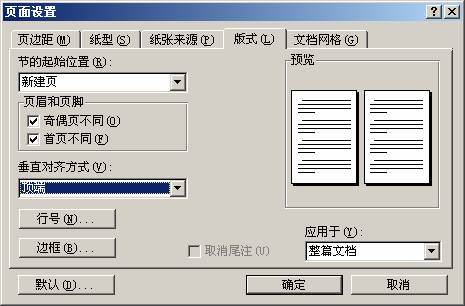 页面设置
页边距(M) 纸型(S) 纸张来源(P) 版式(L) 文档网格(G)
节的起始位置(R):
新建页
页眉和页脚
奇偶页不同(O)
首页不同(F)
垂直对齐方式(V):
顶端
行号(N)...
边框(B)...
预览
取消尾注(U)
应用于(Y):
整篇文档
默认(D)... 确定 取消